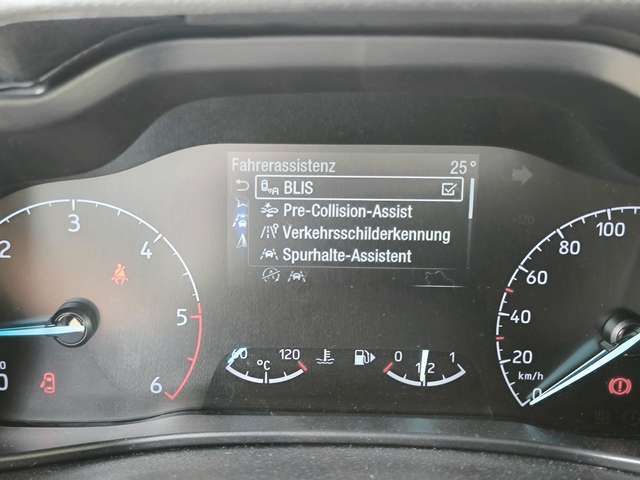 Fahrerassistenz 25°
BLIS
Pre-Collision-Assist
Verkehrsschilderkennung
Spurhalte-Assistent
2 3 4 5 6
0 20 40 60 80 100
km/h
60 °C 120
0 1/2 1